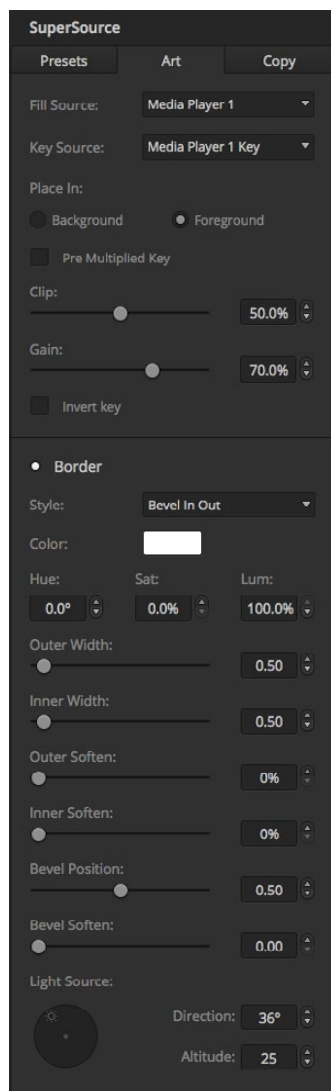 SuperSource
Presets Art Copy
Fill Source: Media Player 1
Key Source: Media Player 1 Key
Place In:
Background Foreground
Pre Multiplied Key
Clip:
50.0%
Gain:
70.0%
Invert key
Border
Style: Bevel In Out
Color:
Hue: Sat: Lum:
0.0° 0.0% 100.0%
Outer Width:
0.50
Inner Width:
0.50
Outer Soften:
0%
Inner Soften:
0%
Bevel Position:
0.50
Bevel Soften:
0.00
Light Source:
Direction: 36°
Altitude: 25